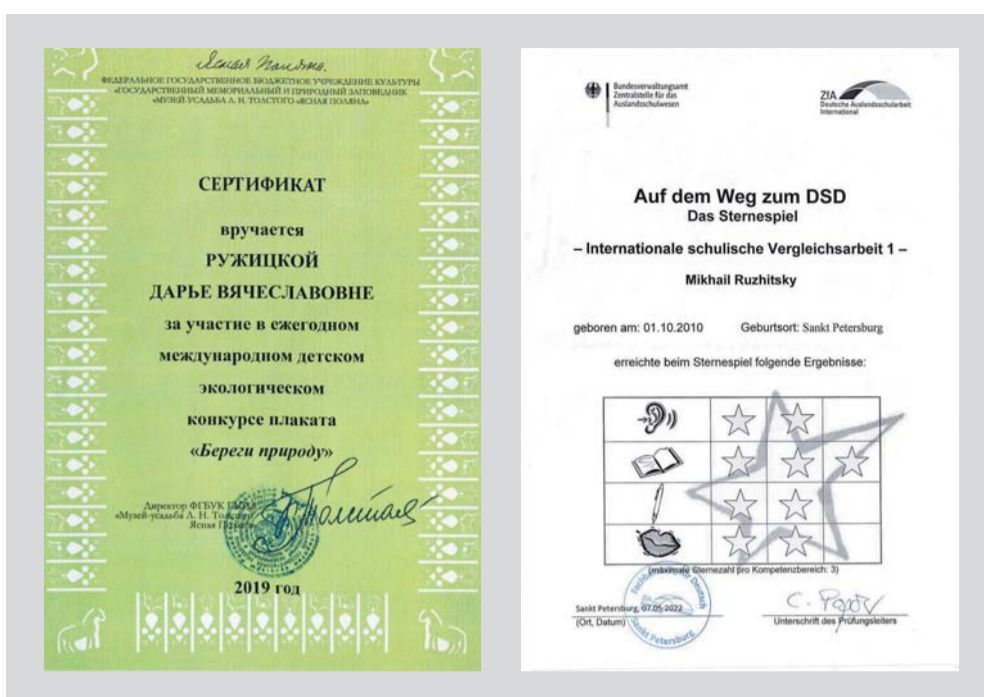 Ясная Поляна.
ФЕДЕРАЛЬНОЕ ГОСУДАРСТВЕННОЕ БЮДЖЕТНОЕ УЧРЕЖДЕНИЕ КУЛЬТУРЫ
«ГОСУДАРСТВЕННЫЙ МЕМОРИАЛЬНЫЙ И ПРИРОДНЫЙ ЗАПОВЕДНИК
«МУЗЕЙ-УСАДЬБА Л. Н. ТОЛСТОГО «ЯСНАЯ ПОЛЯНА»
СЕРТИФИКАТ
вручается
РУЖИЦКОЙ
ДАРЬЕ ВЯЧЕСЛАВОВНЕ
за участие в ежегодном
международном детском
экологическом
конкурсе плаката
«Береги природу»
Директор ФГБУК
«Музей-усадьба Л. Н. Толстого
Ясная
2019 год
Bundesverwaltungsamt
Zentralstelle für das
Auslandsschulwesen
ZfA
Deutsche Auslandsschularbeit
International
Auf dem Weg zum DSD
Das Sternespiel
– Internationale schulische Vergleichsarbeit 1 –
Mikhail Ruzhitsky
geboren am: 01.10.2010 Geburtsort: Sankt Petersburg
erreichte beim Sternespiel folgende Ergebnisse:
(maximale Sternezahl pro Kompetenzbereich: 3)
Sankt Petersburg, 07.05.2022
(Ort, Datum)
Unterschrift des Prüfungsleiters
Deutsch
Sankt Petersburg